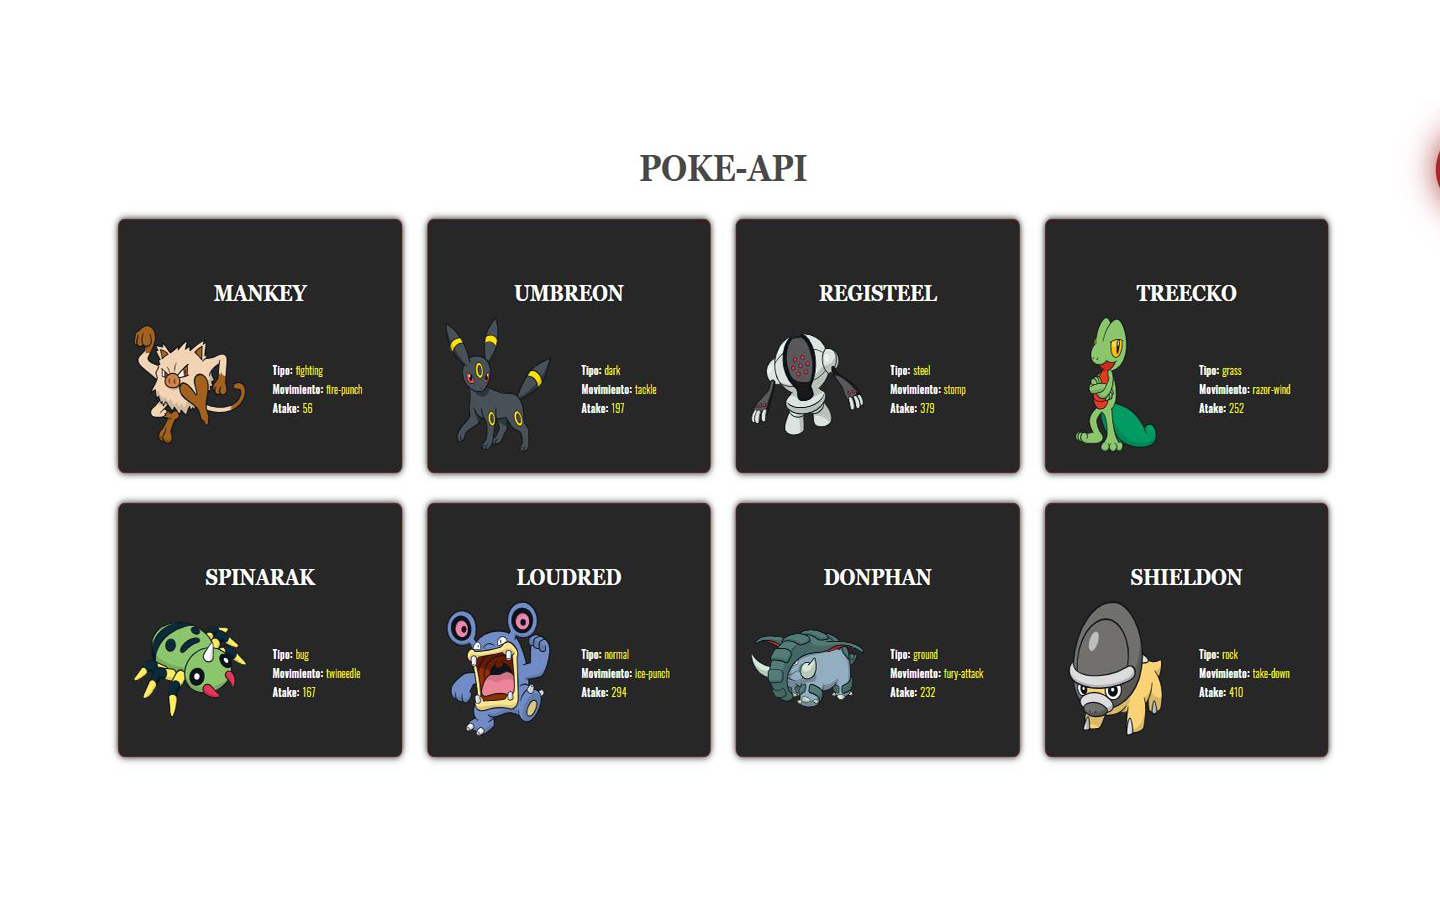 POKE-API
MANKEY
Tipo: fighting
Movimiento: fire-punch
Atake: 56
UMBREON
Tipo: dark
Movimiento: tackle
Atake: 197
REGISTEEL
Tipo: steel
Movimiento: stomp
Atake: 379
TREECKO
Tipo: grass
Movimiento: razor-wind
Atake: 252
SPINARAK
Tipo: bug
Movimiento: twineedle
Atake: 167
LOUDRED
Tipo: normal
Movimiento: ice-punch
Atake: 294
DONPHAN
Tipo: ground
Movimiento: fury-attack
Atake: 232
SHIELDON
Tipo: rock
Movimiento: take-down
Atake: 410